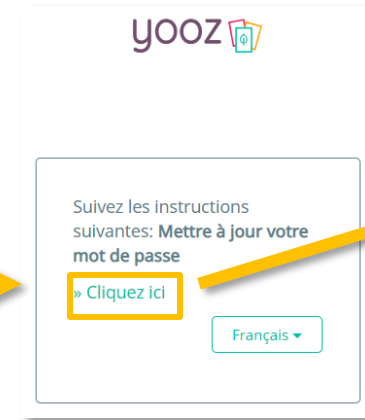 yooz
Suivez les instructions
suivantes: Mettre à jour votre
mot de passe
» Cliquez ici
Français